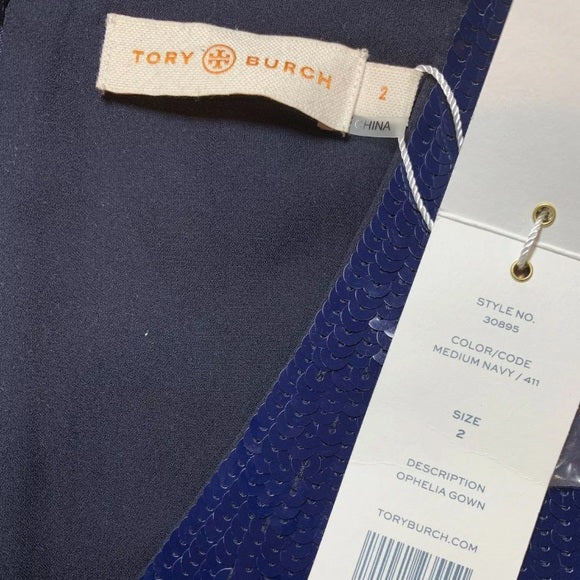 TORY BURCH
2
CHINA
STYLE NO.
30895
COLOR/CODE
MEDIUM NAVY / 411
SIZE
2
DESCRIPTION
OPHELIA GOWN
TORYBURCH.COM